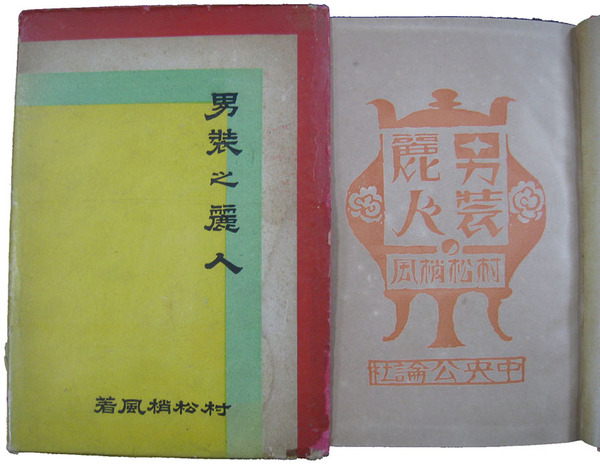 男装之麗人
村松梢風著
男装の
麗人
村松梢風
中央公論社